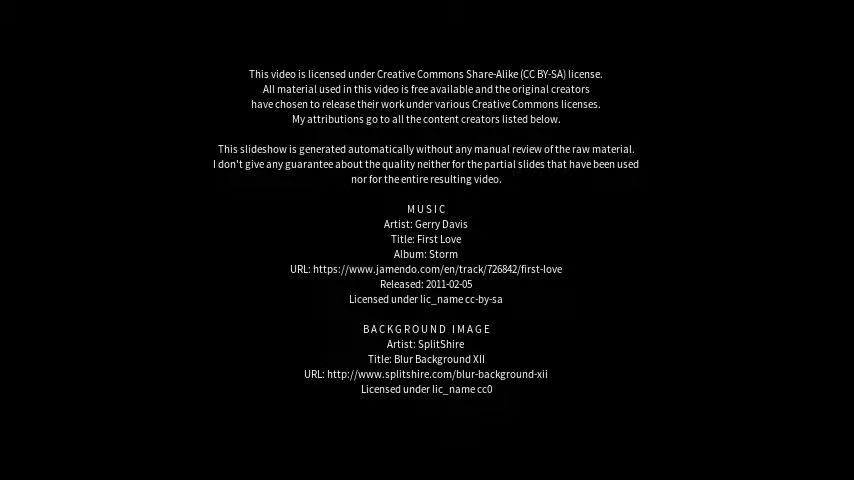 This video is licensed under Creative Commons Share-Alike (CC BY-SA) license.
All material used in this video is free available and the original creators
have chosen to release their work under various Creative Commons licenses.
My attributions go to all the content creators listed below.
This slideshow is generated automatically without any manual review of the raw material.
I don't give any guarantee about the quality neither for the partial slides that have been used
nor for the entire resulting video.
MUSIC
Artist: Gerry Davis
Title: First Love
Album: Storm
URL: https://www.jamendo.com/en/track/726842/first-love
Released: 2011-02-05
Licensed under lic_name cc-by-sa
BACKGROUND IMAGE
Artist: SplitShire
Title: Blur Background XII
URL: http://www.splitshire.com/blur-background-xii
Licensed under lic_name cc0